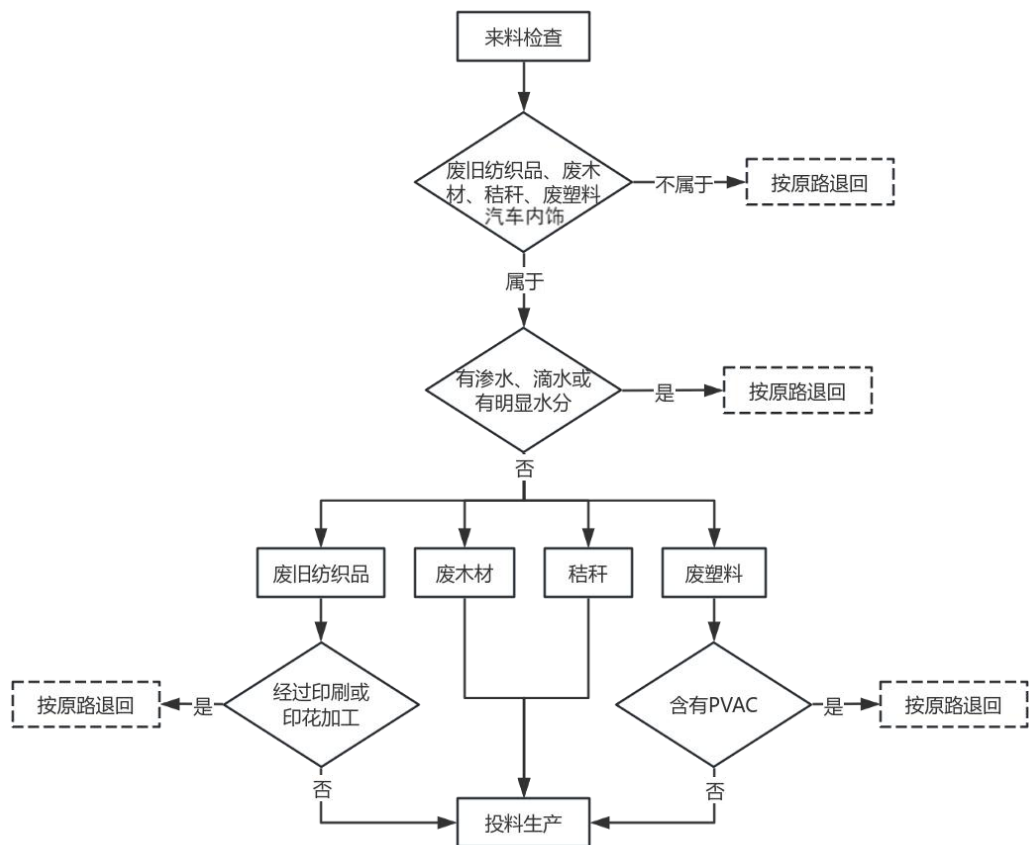 来料检查
废旧纺织品、废木
材、秸秆、废塑料
汽车内饰
不属于
按原路退回
属于
有渗水、滴水或
有明显水分
是
按原路退回
否
废旧纺织品
废木材
秸秆
废塑料
按原路退回
是
经过印刷或
印花加工
含有PVAC
是
按原路退回
否
否
投料生产